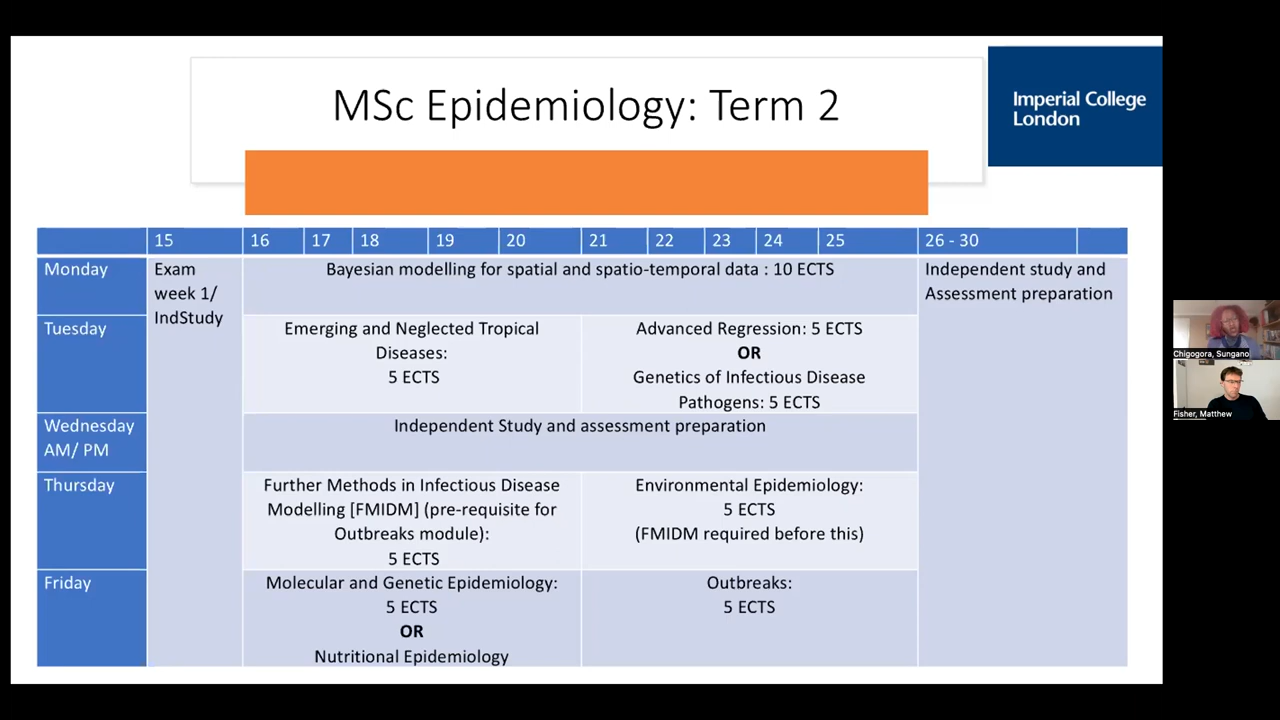 MSc Epidemiology: Term 2
Imperial College
London
15 16 17 18 19 20 21 22 23 24 25 26 - 30
Monday
Exam
week 1/
IndStudy
Bayesian modelling for spatial and spatio-temporal data : 10 ECTS
Independent study and
Assessment preparation
Tuesday
Emerging and Neglected Tropical
Diseases:
5 ECTS
Advanced Regression: 5 ECTS
OR
Genetics of Infectious Disease
Pathogens: 5 ECTS
Wednesday
AM/ PM
Independent Study and assessment preparation
Thursday
Further Methods in Infectious Disease
Modelling [FMIDM] (pre-requisite for
Outbreaks module):
5 ECTS
Environmental Epidemiology:
5 ECTS
(FMIDM required before this)
Friday
Molecular and Genetic Epidemiology:
5 ECTS
OR
Nutritional Epidemiology
Outbreaks:
5 ECTS
Chigogora, Sungano
Fisher, Matthew